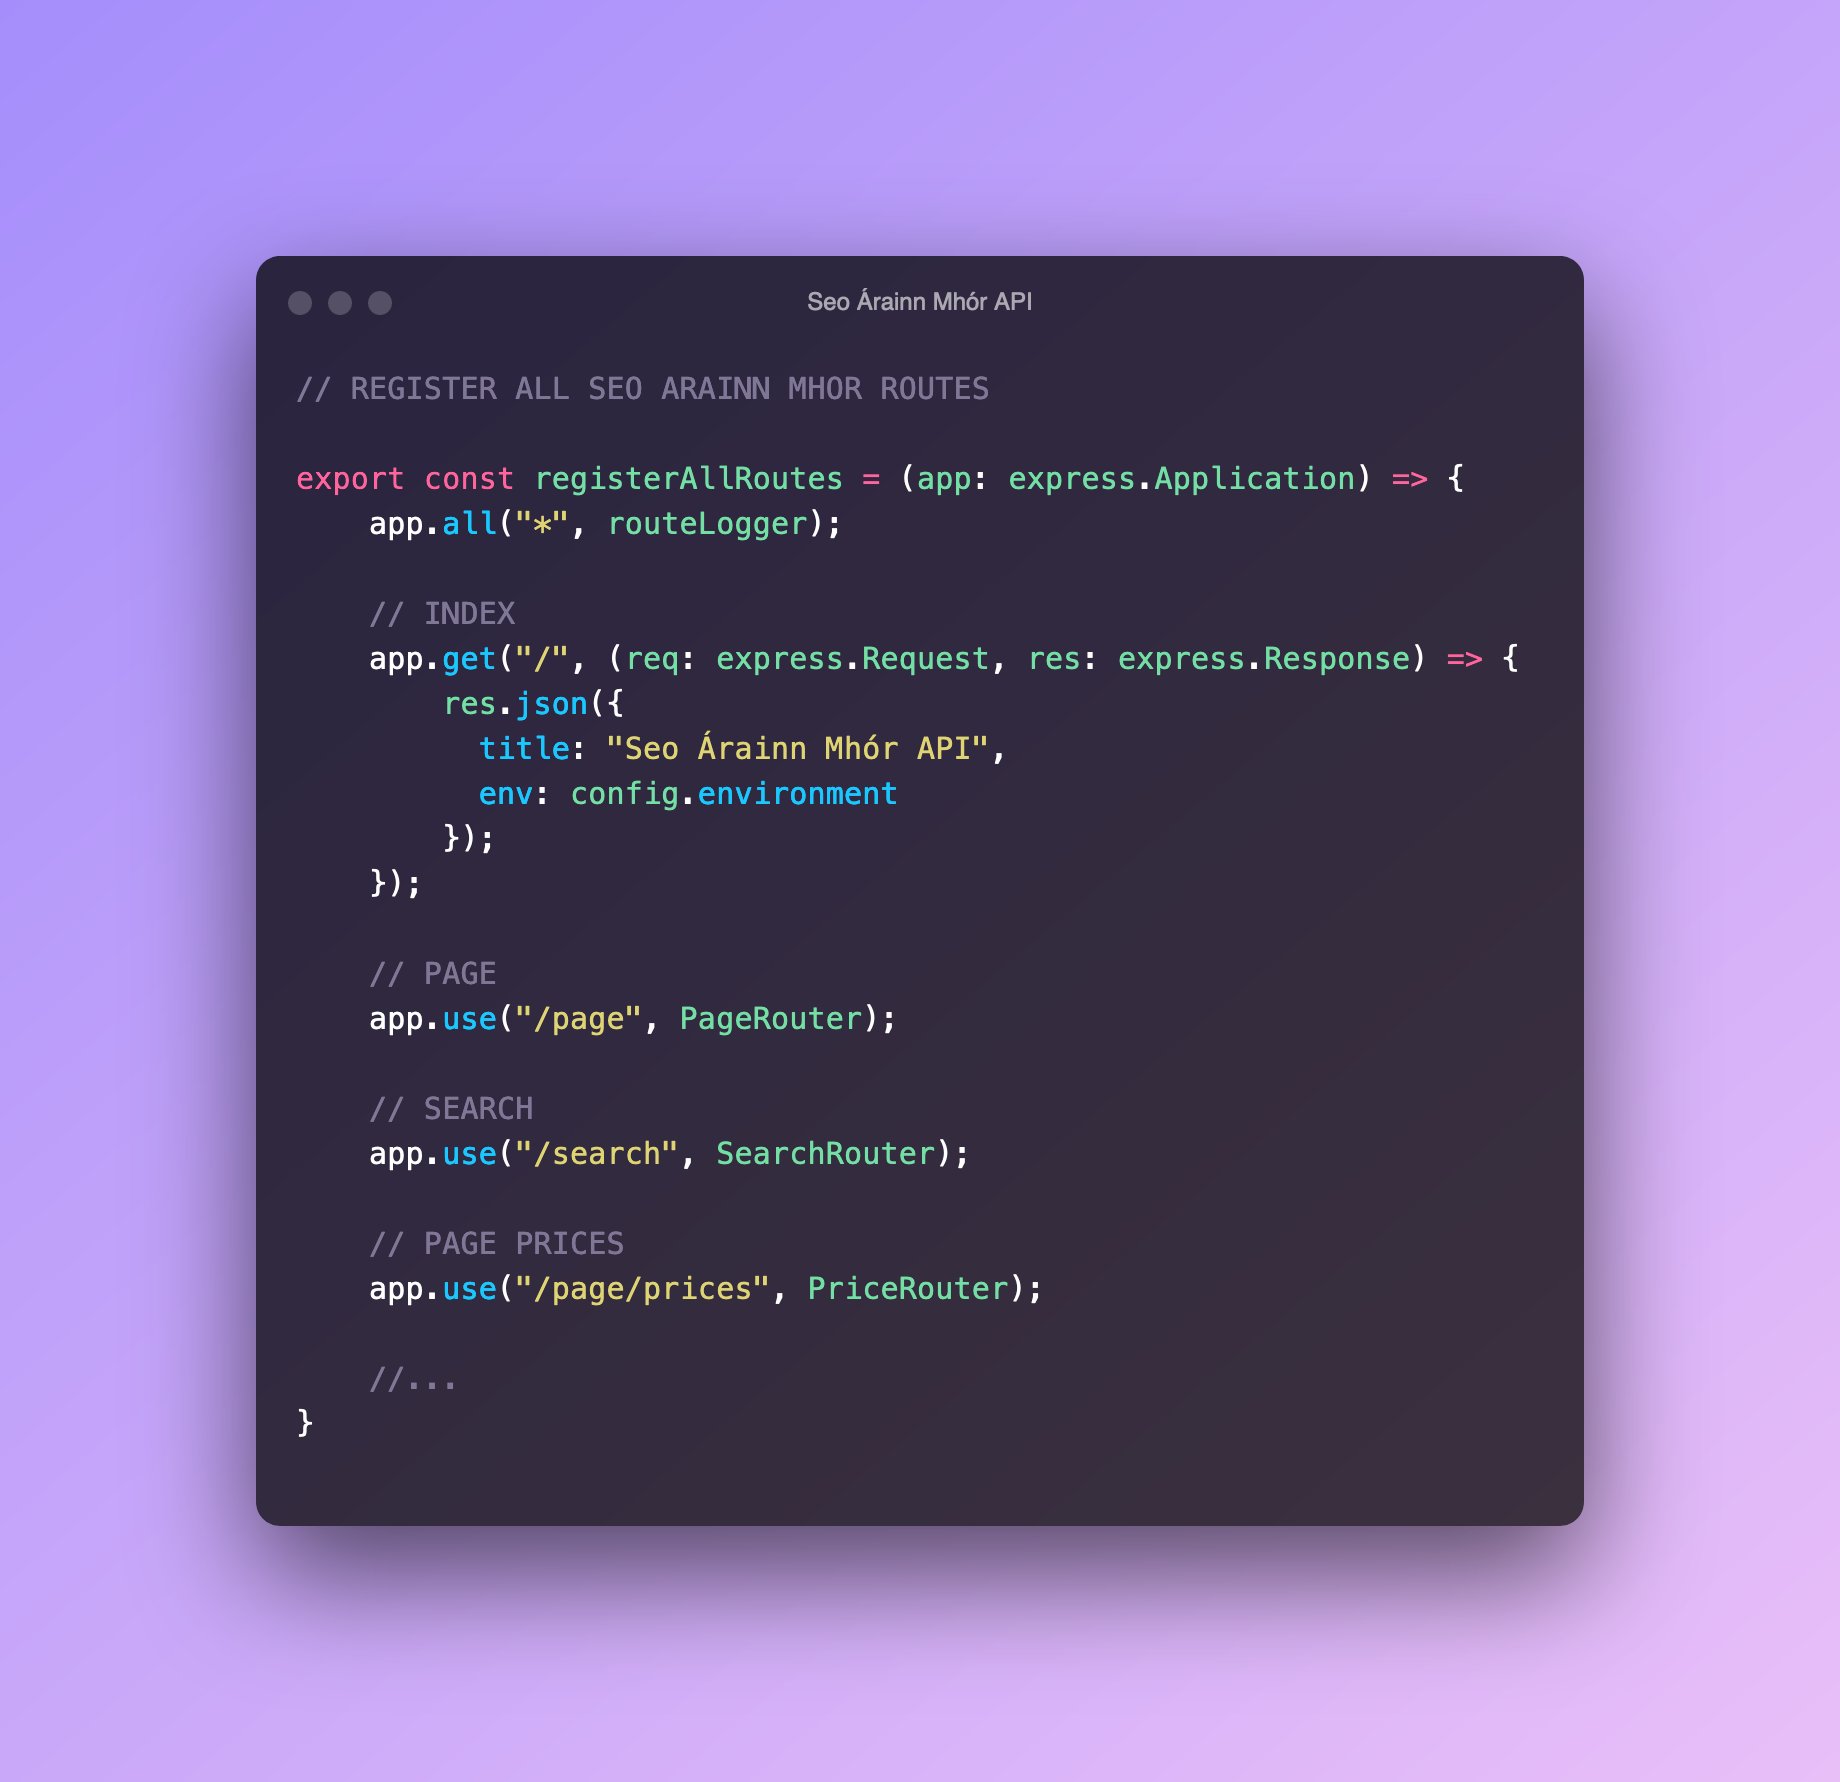 Seo Árainn Mhór API
// REGISTER ALL SEO ARAINN MHOR ROUTES
export const registerAllRoutes = (app: express.Application) => {
    app.all("*", routeLogger);
    // INDEX
    app.get("/", (req: express.Request, res: express.Response) => {
        res.json({
          title: "Seo Árainn Mhór API",
          env: config.environment
        });
    });
    // PAGE
    app.use("/page", PageRouter);
    // SEARCH
    app.use("/search", SearchRouter);
    // PAGE PRICES
    app.use("/page/prices", PriceRouter);
    //...
}